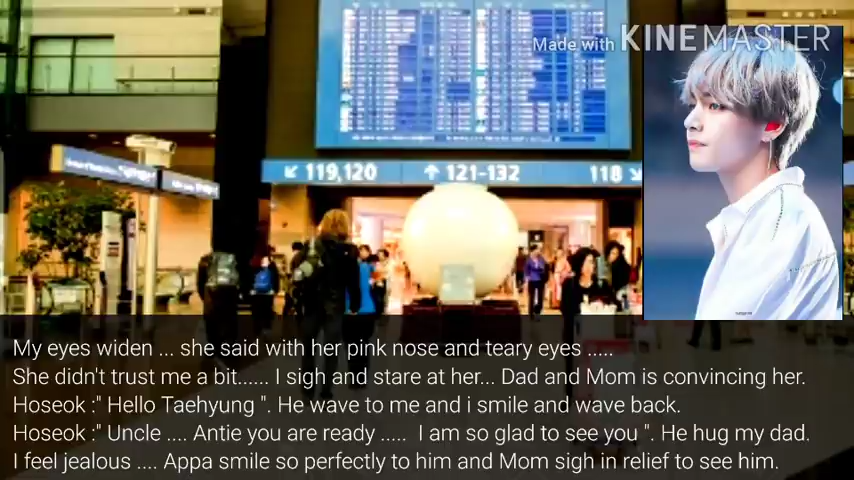 Made with KINEMASTER
119,120 121-132 118
My eyes widen ... she said with her pink nose and teary eyes .....
She didn't trust me a bit...... I sigh and stare at her... Dad and Mom is convincing her.
Hoseok :" Hello Taehyung ". He wave to me and i smile and wave back.
Hoseok :" Uncle .... Antie you are ready ..... I am so glad to see you ". He hug my dad.
I feel jealous .... Appa smile so perfectly to him and Mom sigh in relief to see him.